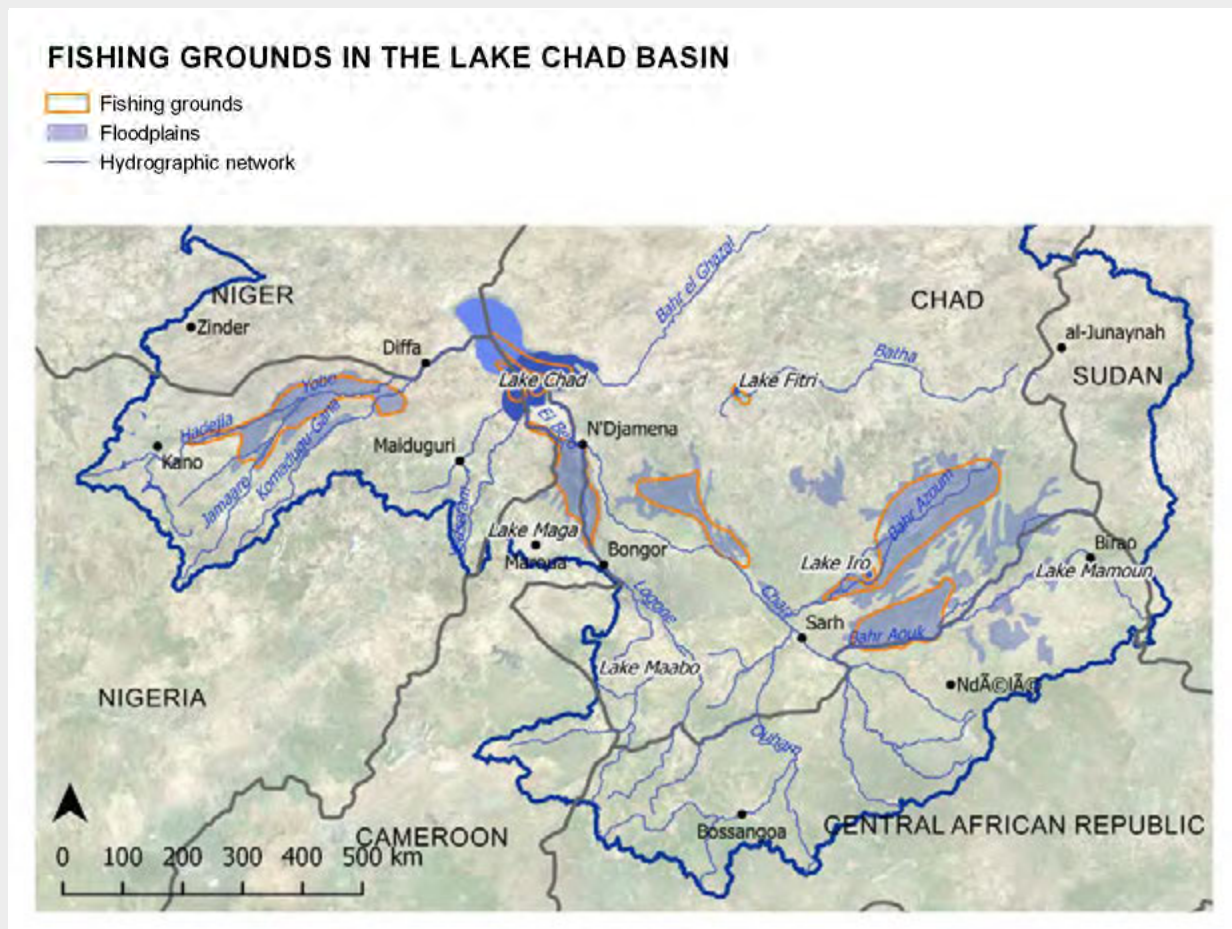 FISHING GROUNDS IN THE LAKE CHAD BASIN
Fishing grounds
Floodplains
Hydrographic network
Bahr el Ghazal
NIGER
CHAD
Zinder
al-Junaynah
Diffa
Batha
SUDAN
Lake Chad
Lake Fitri
Yobe
Hadejia
Komadugu-Gana
N'Djamena
Maiduguri
Kano
Jamaare
Bahr Azoum
Lake Maga
Maroua
Bongor
Lake Iro
Birao
Lake Mamoun
Logone
Chari
Sarh
Bahr Aouk
Lake Maabo
NdÃ©lÃ©
NIGERIA
Ouham
Bossangoa
CENTRAL AFRICAN REPUBLIC
CAMEROON
0 100 200 300 400 500 km